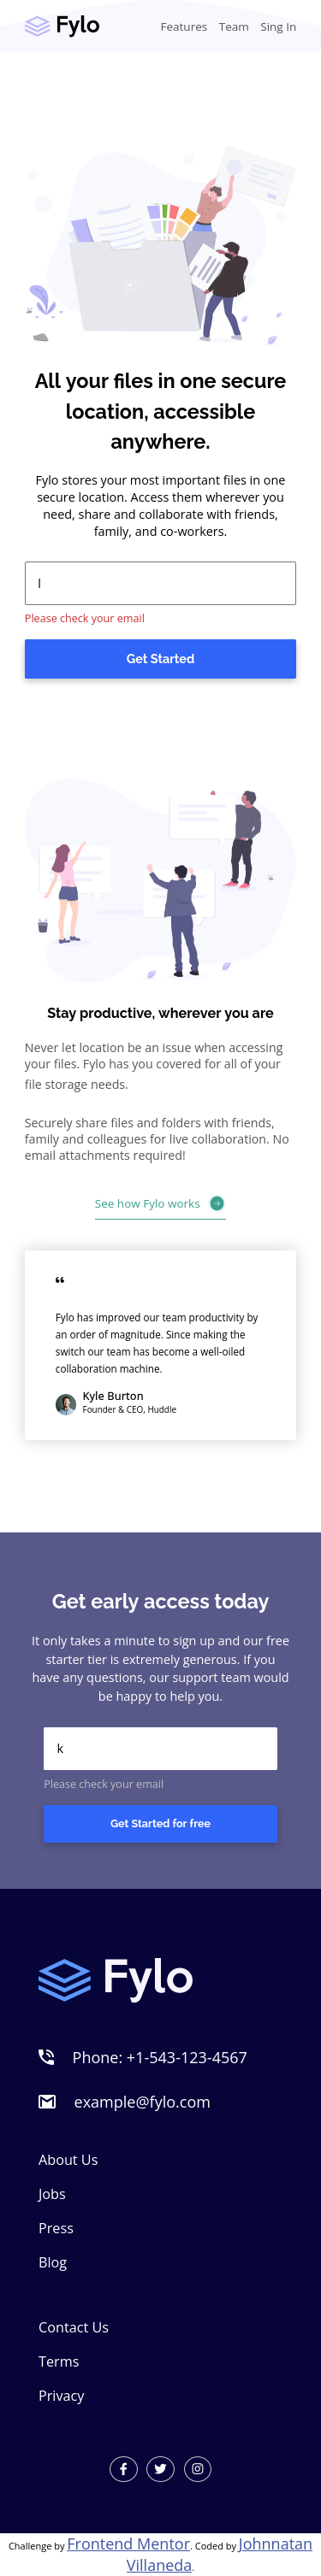 Fylo
Features Team Sing In
All your files in one secure
location, accessible
anywhere.
Fylo stores your most important files in one
secure location. Access them wherever you
need, share and collaborate with friends,
family, and co-workers.
l
Please check your email
Get Started
Stay productive, wherever you are
Never let location be an issue when accessing
your files. Fylo has you covered for all of your
file storage needs.
Securely share files and folders with friends,
family and colleagues for live collaboration. No
email attachments required!
See how Fylo works
“
Fylo has improved our team productivity by
an order of magnitude. Since making the
switch our team has become a well-oiled
collaboration machine.
Kyle Burton
Founder & CEO, Huddle
Get early access today
It only takes a minute to sign up and our free
starter tier is extremely generous. If you
have any questions, our support team would
be happy to help you.
k
Please check your email
Get Started for free
Fylo
Phone: +1-543-123-4567
example@fylo.com
About Us
Jobs
Press
Blog
Contact Us
Terms
Privacy
Challenge by Frontend Mentor. Coded by Johnnatan
Villaneda.